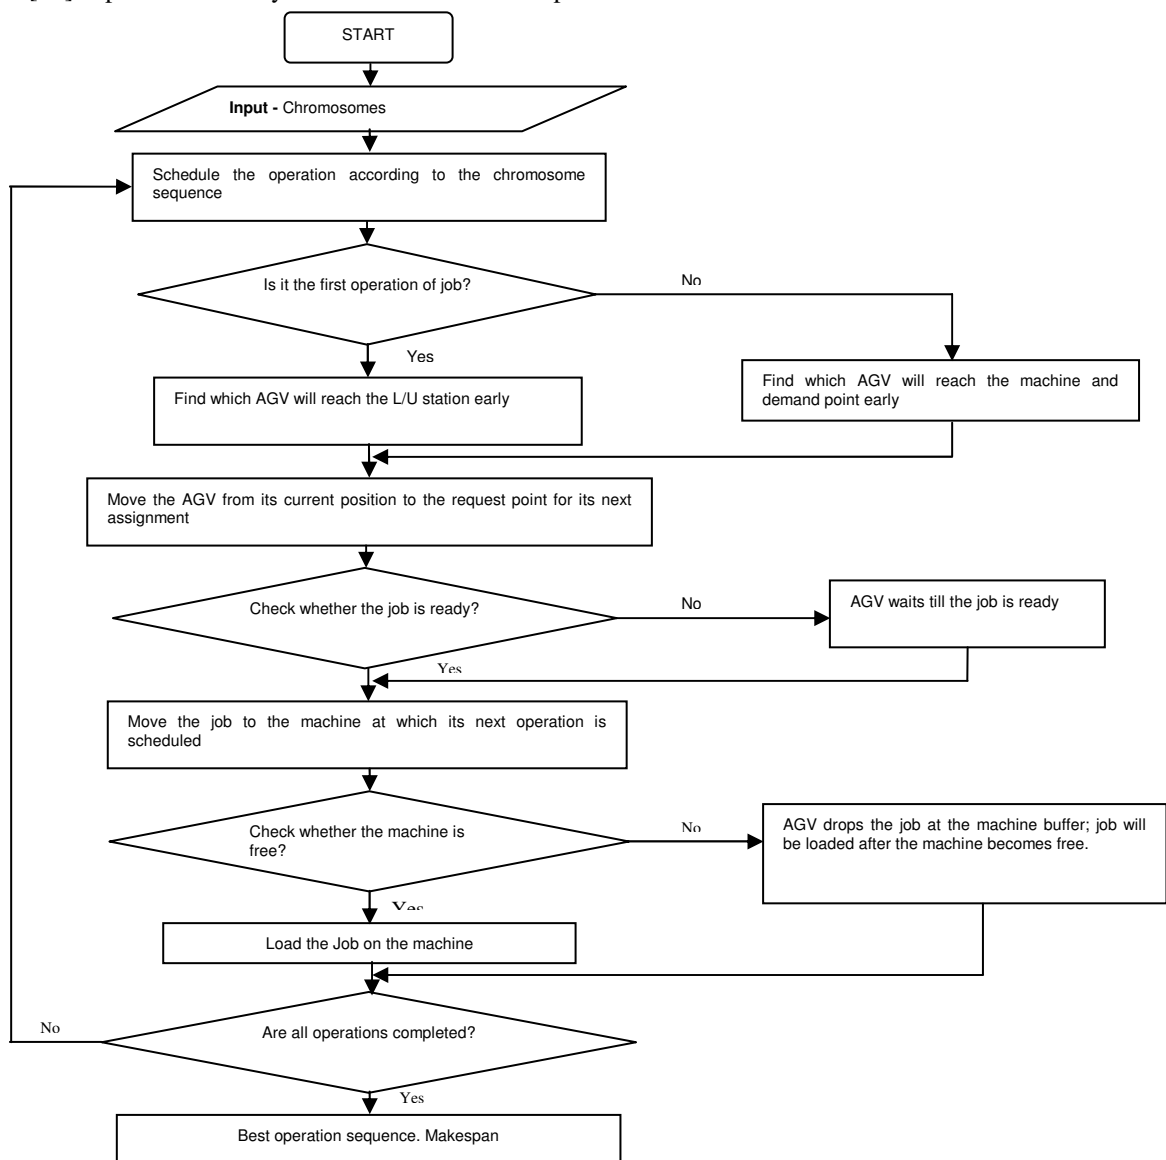 START
Input - Chromosomes
Schedule the operation according to the chromosome
sequence
Is it the first operation of job?
No
Yes
Find which AGV will reach the L/U station early
Find which AGV will reach the machine and
demand point early
Move the AGV from its current position to the request point for its next
assignment
Check whether the job is ready?
No
AGV waits till the job is ready
Yes
Move the job to the machine at which its next operation is
scheduled
Check whether the machine is
free?
No
AGV drops the job at the machine buffer; job will
be loaded after the machine becomes free.
Yes
Load the Job on the machine
Are all operations completed?
No
Yes
Best operation sequence. Makespan